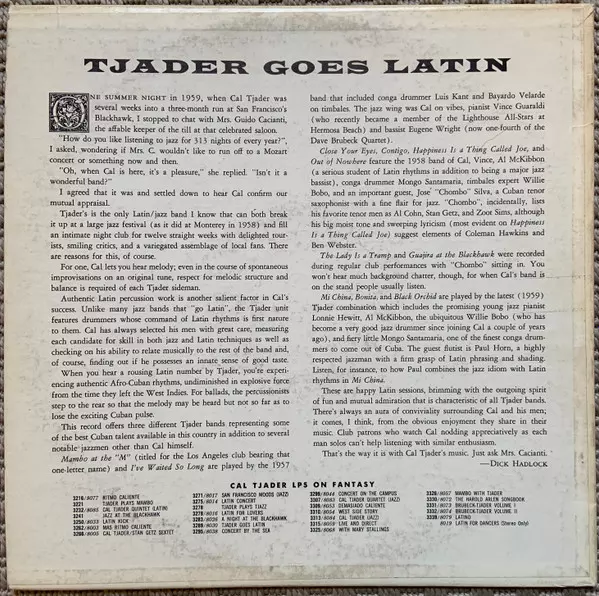 TJADER GOES LATIN
ONE SUMMER NIGHT IN 1959, when Cal Tjader was
several weeks into a three-month run at San Francisco's
Blackhawk, I stopped to chat with Mrs. Guido Cacianti,
the affable keeper of the till at that celebrated saloon.
"How do you like listening to jazz for 313 nights of every year?",
I asked, wondering if Mrs. C. wouldn't like to run off to a Mozart
concert or something now and then.
"Oh, when Cal is here, it's a pleasure," she replied. "Isn't it a
wonderful band?"
I agreed that it was and settled down to hear Cal confirm our
mutual appraisal.
Tjader's is the only Latin/jazz band I know that can both break
it up at a large jazz festival (as it did at Monterey in 1958) and fill
an intimate night club for twelve straight weeks with delighted tour-
ists, smiling critics, and a variegated assemblage of local fans. There
are reasons for this, of course.
For one, Cal lets you hear melody; even in the course of spontaneous
improvisations on an original tune, respect for melodic structure and
balance is required of each Tjader sideman.
Authentic Latin percussion work is another salient factor in Cal's
success. Unlike many jazz bands that "go Latin", the Tjader unit
features drummers whose command of Latin rhythms is first nature
to them. Cal has always selected his men with great care, measuring
each candidate for skill in both jazz and Latin techniques as well as
checking on his ability to relate musically to the rest of the band and,
of course, finding out if he possesses an innate sense of good taste.
When you hear a rousing Latin number by Tjader, you're experi-
encing authentic Afro-Cuban rhythms, undiminished in explosive force
from the time they left the West Indies. For ballads, the percussionists
step to the rear so that the melody may be heard but not so far as to
lose the exciting Cuban pulse.
This record offers three different Tjader bands representing some
of the best Cuban talent available in this country in addition to several
notable jazzmen other than Cal himself.
Mambo at the "M" (titled for the Los Angeles club bearing that
one-letter name) and I've Waited So Long are played by the 1957
band that included conga drummer Luis Kant and Bayardo Velarde
on timbales. The jazz wing was Cal on vibes, pianist Vince Guaraldi
(who recently became a member of the Lighthouse All-Stars at
Hermosa Beach) and bassist Eugene Wright (now one-fourth of the
Dave Brubeck Quartet).
Close Your Eyes, Contigo, Happiness Is a Thing Called Joe, and
Out of Nowhere feature the 1958 band of Cal, Vince, Al McKibbon
(a serious student of Latin rhythms in addition to being a major jazz
bassist), conga drummer Mongo Santamaria, timbales expert Willie
Bobo, and an important guest, José "Chombo" Silva, a Cuban tenor
saxophonist with a fine flair for jazz. "Chombo", incidentally, lists
his favorite tenor men as Al Cohn, Stan Getz, and Zoot Sims, although
his big moist tone and sweeping lyricism (most evident on Happiness
Is a Thing Called Joe) suggest elements of Coleman Hawkins and
Ben Webster.
The Lady Is a Tramp and Guajira at the Blackhawk were recorded
during regular club performances with "Chombo" sitting in. You
won't hear much background chatter, though, for when Cal's band is
on the stand people usually listen.
Mi China, Bonita, and Black Orchid are played by the latest (1959)
Tjader combination which includes the promising young jazz pianist
Lonnie Hewitt, Al McKibbon, the ubiquitous Willie Bobo (who has
become a very good jazz drummer since joining Cal a couple of years
ago), and fiery little Mongo Santamaria, one of the finest conga drum-
mers to come out of Cuba. The guest flutist is Paul Horn, a highly
respected jazzman with a firm grasp of Latin phrasing and shading.
Listen, for instance, to how Paul combines the jazz idiom with Latin
rhythms in Mi China.
These are happy Latin sessions, brimming with the outgoing spirit
of fun and mutual admiration that is characteristic of all Tjader bands.
There's always an aura of conviviality surrounding Cal and his men;
it comes, I think, from the obvious enjoyment they share in their
music. Club patrons who watch Cal nodding appreciatively as each
man solos can't help listening with similar enthusiasm.
That's the way it is with Cal Tjader's music. Just ask Mrs. Cacianti.
—DICK HADLOCK
CAL TJADER LPS ON FANTASY
RITMO CALIENTE
3221 TJADER PLAYS MAMBO
CAL TJADER QUINTET (LATIN)
3241 JAZZ AT THE BLACKHAWK
LATIN KICK
MAS RITMO CALIENTE
CAL TJADER/STAN GETZ SEXTET
SAN FRANCISCO MOODS (JAZZ)
LATIN CONCERT
3278 TJADER PLAYS TJAZZ
LATIN FOR LOVERS
A NIGHT AT THE BLACKHAWK
TJADER GOES LATIN
CONCERT BY THE SEA
CONCERT ON THE CAMPUS
CAL TJADER QUINTET (JAZZ)
DEMASIADO CALIENTE
WEST SIDE STORY
CAL TJADER (JAZZ)
LIVE AND DIRECT
WITH MARY STALLINGS
MAMBO WITH TJADER
THE HAROLD ARLEN SONGBOOK
BRUBECK-TJADER VOLUME I
BRUBECK-TJADER VOLUME II
LATINO
LATIN FOR DANCERS (Stereo Only)